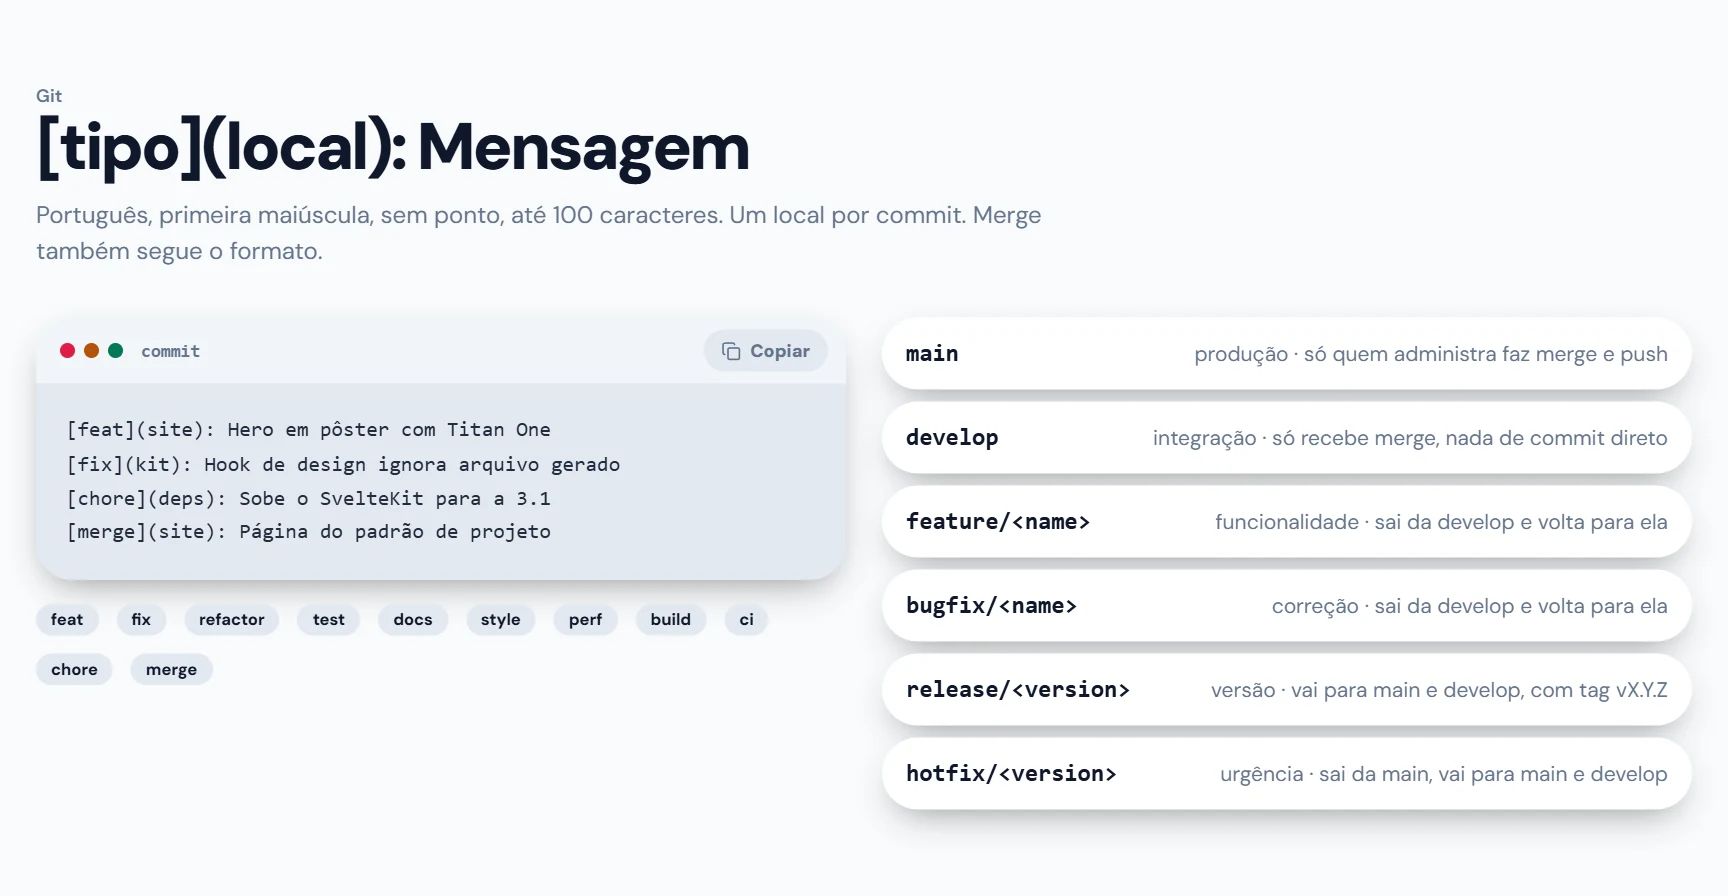 Git
[tipo](local): Mensagem
Português, primeira maiúscula, sem ponto, até 100 caracteres. Um local por commit. Merge
também segue o formato.
commit
Copiar
[feat](site): Hero em pôster com Titan One
[fix](kit): Hook de design ignora arquivo gerado
[chore](deps): Sobe o SvelteKit para a 3.1
[merge](site): Página do padrão de projeto
feat fix refactor test docs style perf build ci
chore merge
main produção · só quem administra faz merge e push
develop integração · só recebe merge, nada de commit direto
feature/<name> funcionalidade · sai da develop e volta para ela
bugfix/<name> correção · sai da develop e volta para ela
release/<version> versão · vai para main e develop, com tag vX.Y.Z
hotfix/<version> urgência · sai da main, vai para main e develop